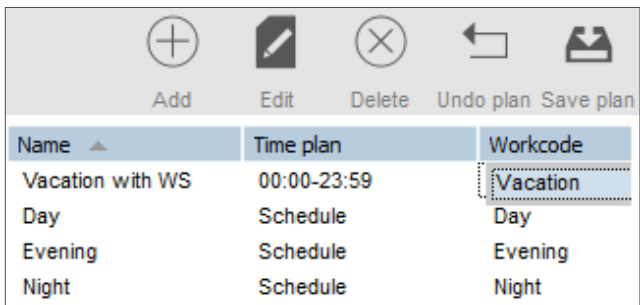 Add Edit Delete Undo plan Save plan
Name Time plan Workcode
Vacation with WS 00:00-23:59 Vacation
Day Schedule Day
Evening Schedule Evening
Night Schedule Night